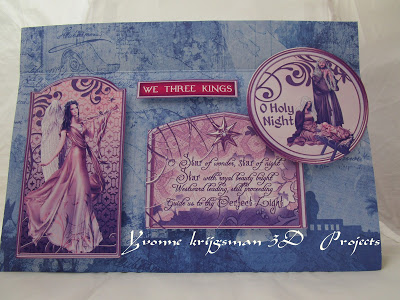 WE THREE KINGS
O Holy
Night
O Star of wonder, star of night
Star with royal beauty bright
Westward leading, still proceeding
Guide us to thy Perfect Light
Yvonne krijgsman 3D Projects